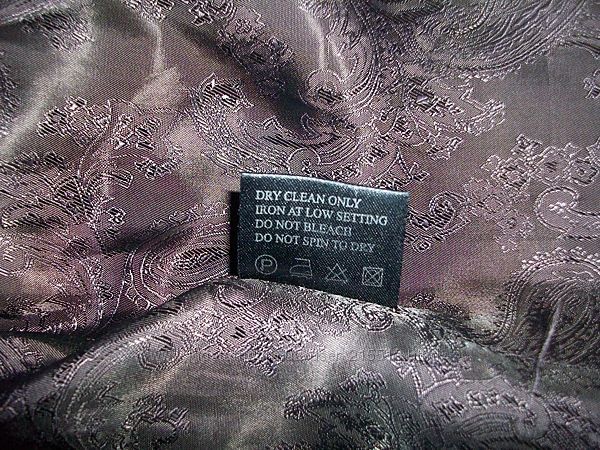 DRY CLEAN ONLY
IRON AT LOW SETTING
DO NOT BLEACH
DO NOT SPIN TO DRY
P